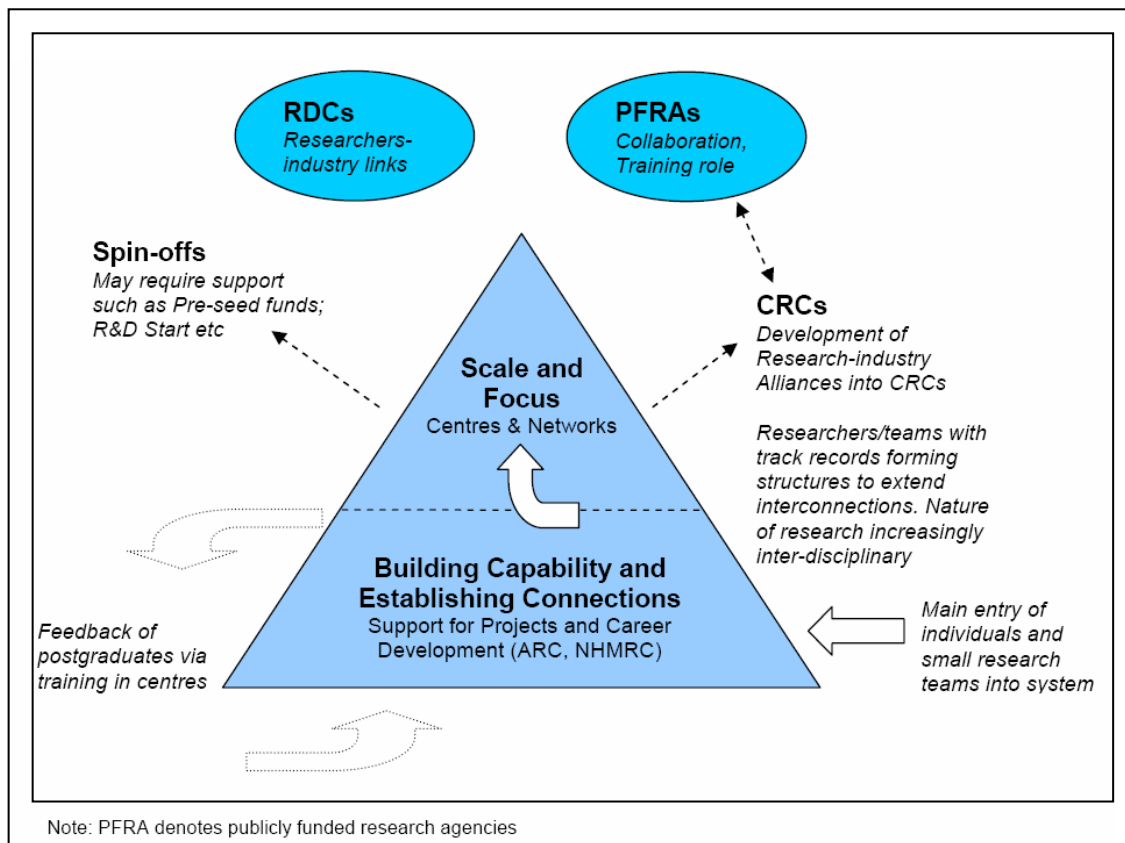 RDCs
Researchers-
industry links
PFRAs
Collaboration,
Training role
Spin-offs
May require support
such as Pre-seed funds;
R&D Start etc
CRCs
Development of
Research-industry
Alliances into CRCs
Researchers/teams with
track records forming
structures to extend
interconnections. Nature
of research increasingly
inter-disciplinary
Scale and
Focus
Centres & Networks
Building Capability and
Establishing Connections
Support for Projects and Career
Development (ARC, NHMRC)
Feedback of
postgraduates via
training in centres
Main entry of
individuals and
small research
teams into system
Note: PFRA denotes publicly funded research agencies